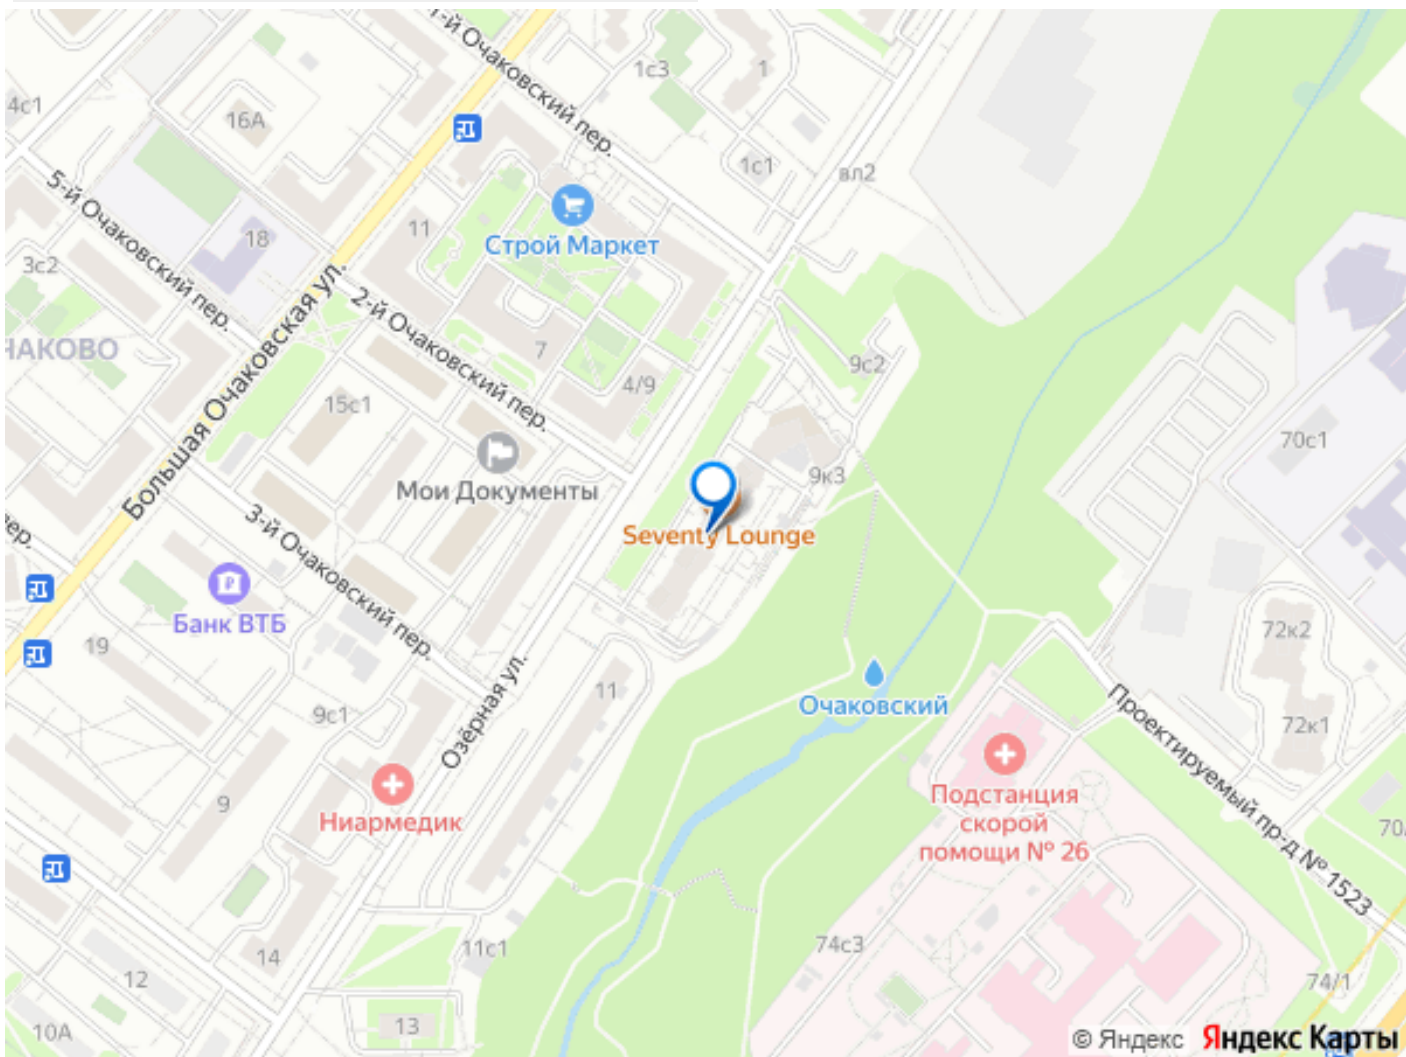 1-й Очаковский пер.
1с3
1
4с1
16А
1с1
вл2
5-й Очаковский пер.
11
Строй Маркет
18
3с2
2-й Очаковский пер.
Большая Очаковская ул.
7
9с2
ЧАКОВО
4/9
15с1
70с1
9к3
Мои Документы
Seventy Lounge
3-й Очаковский пер.
пер.
Банк ВТБ
72к2
19
Озёрная ул.
11
Очаковский
Проектируемый пр-д № 1523
72к1
9с1
Подстанция
скорой
помощи № 26
9
Ниармедик
70/
74с3
11с1
14
12
74/1
13
10А
© Яндекс Яндекс Карты